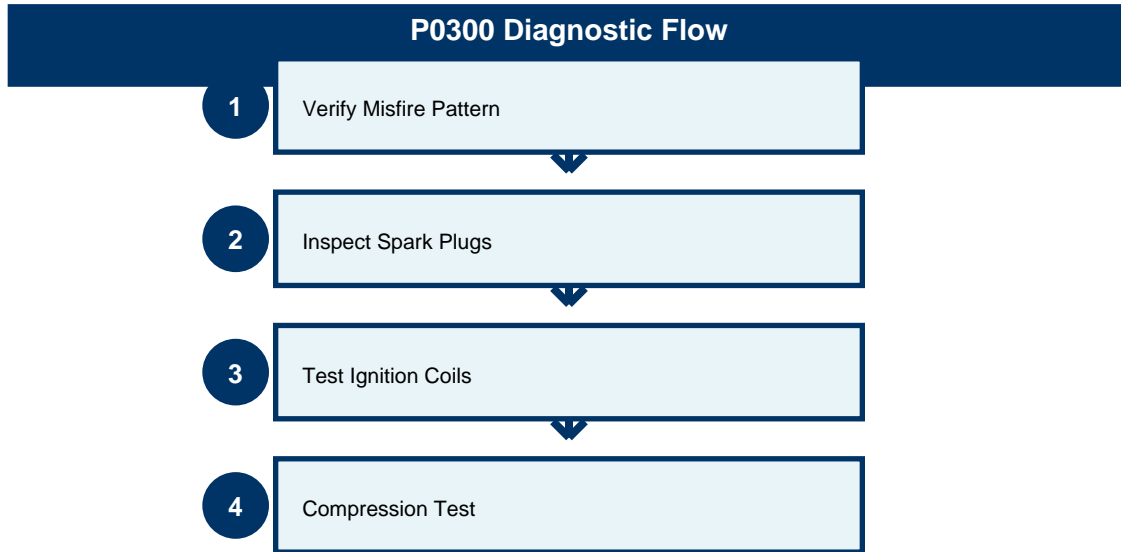 P0300 Diagnostic Flow
1 Verify Misfire Pattern
2 Inspect Spark Plugs
3 Test Ignition Coils
4 Compression Test